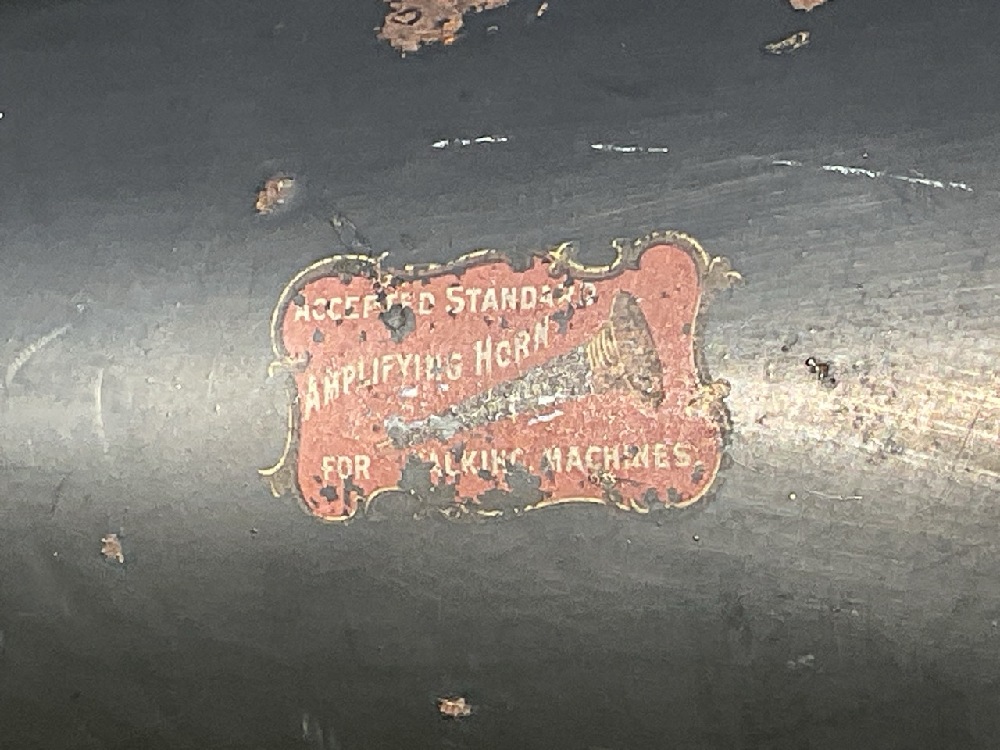 ACCEPTED STANDARD
AMPLIFYING HORN
FOR TALKING MACHINES.